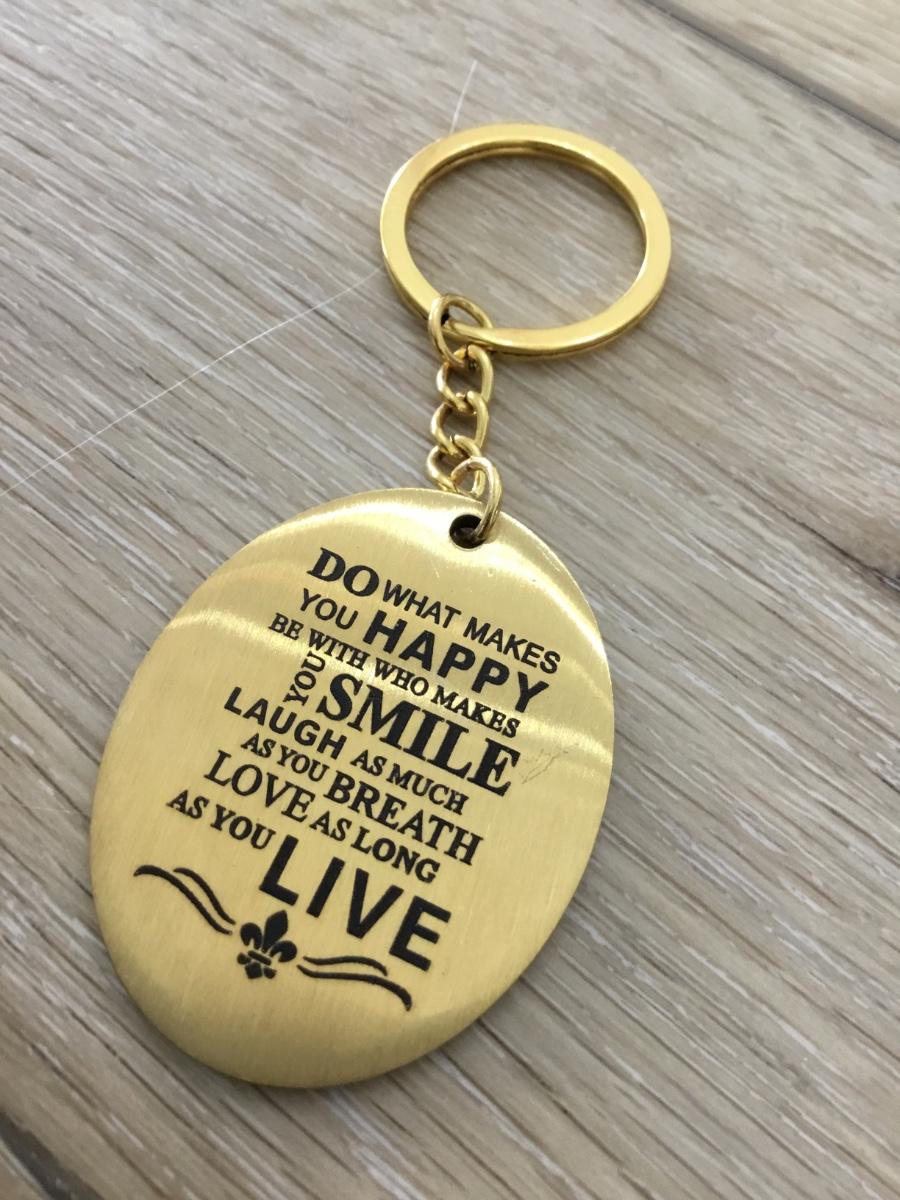 DO WHAT MAKES
YOU HAPPY
BE WITH WHO MAKES
YOU SMILE
LAUGH AS MUCH
AS YOU BREATH
LOVE AS LONG
AS YOU LIVE